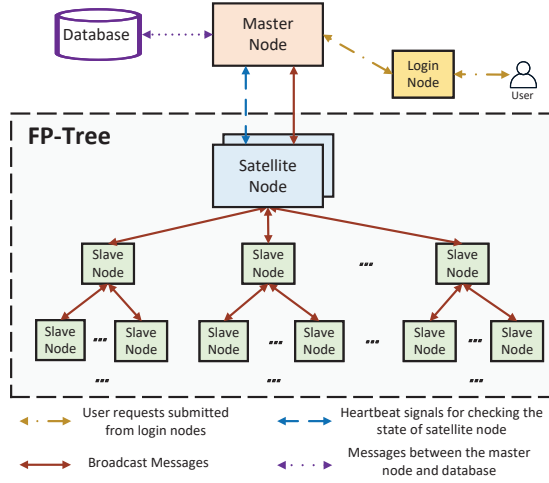 Database
Master
Node
Login
Node
User
FP-Tree
Satellite
Node
Slave
Node
Slave
Node
...
Slave
Node
Slave
Node
...
Slave
Node
Slave
Node
...
Slave
Node
...
Slave
Node
...
Slave
Node
...
...
...
User requests submitted
from login nodes
Heartbeat signals for checking the
state of satellite node
Broadcast Messages
Messages between the master
node and database